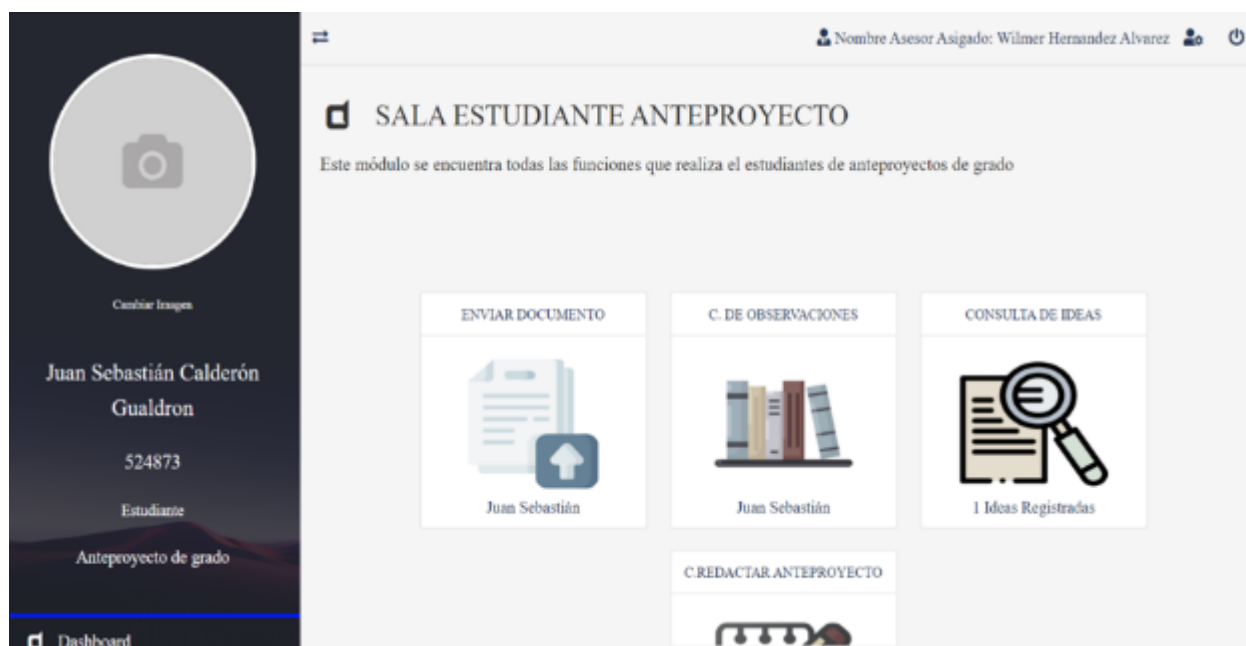 Nombre Asesor Asigado: Wilmer Hernandez Alvarez
SALA ESTUDIANTE ANTEPROYECTO
Este módulo se encuentra todas las funciones que realiza el estudiantes de anteproyectos de grado
Cambiar Imagen
Juan Sebastián Calderón
Gualdron
524873
Estudiante
Anteproyecto de grado
Dashboard
ENVIAR DOCUMENTO
Juan Sebastián
C. DE OBSERVACIONES
Juan Sebastián
CONSULTA DE IDEAS
1 Ideas Registradas
C.REDACTAR ANTEPROYECTO